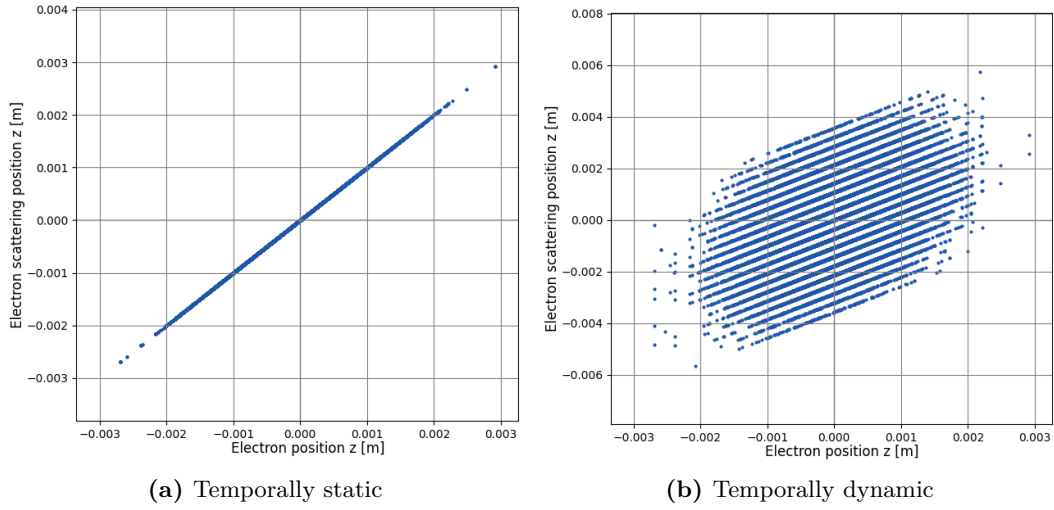 Electron scattering position z [m]
0.004
0.003
0.002
0.001
0.000
−0.001
−0.002
−0.003
−0.003 −0.002 −0.001 0.000 0.001 0.002 0.003
Electron position z [m]
(a) Temporally static
Electron scattering position z [m]
0.008
0.006
0.004
0.002
0.000
−0.002
−0.004
−0.006
−0.003 −0.002 −0.001 0.000 0.001 0.002 0.003
Electron position z [m]
(b) Temporally dynamic